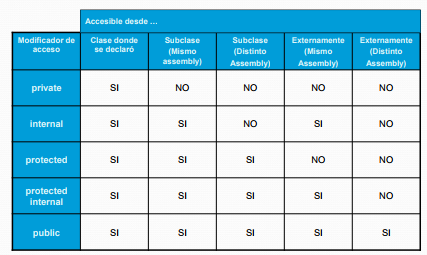 Accesible desde ...
Modificador de acceso | Clase donde se declaró | Subclase (Mismo assembly) | Subclase (Distinto Assembly) | Externamente (Mismo Assembly) | Externamente (Distinto Assembly)
private | SI | NO | NO | NO | NO
internal | SI | SI | NO | SI | NO
protected | SI | SI | SI | NO | NO
protected internal | SI | SI | SI | SI | NO
public | SI | SI | SI | SI | SI